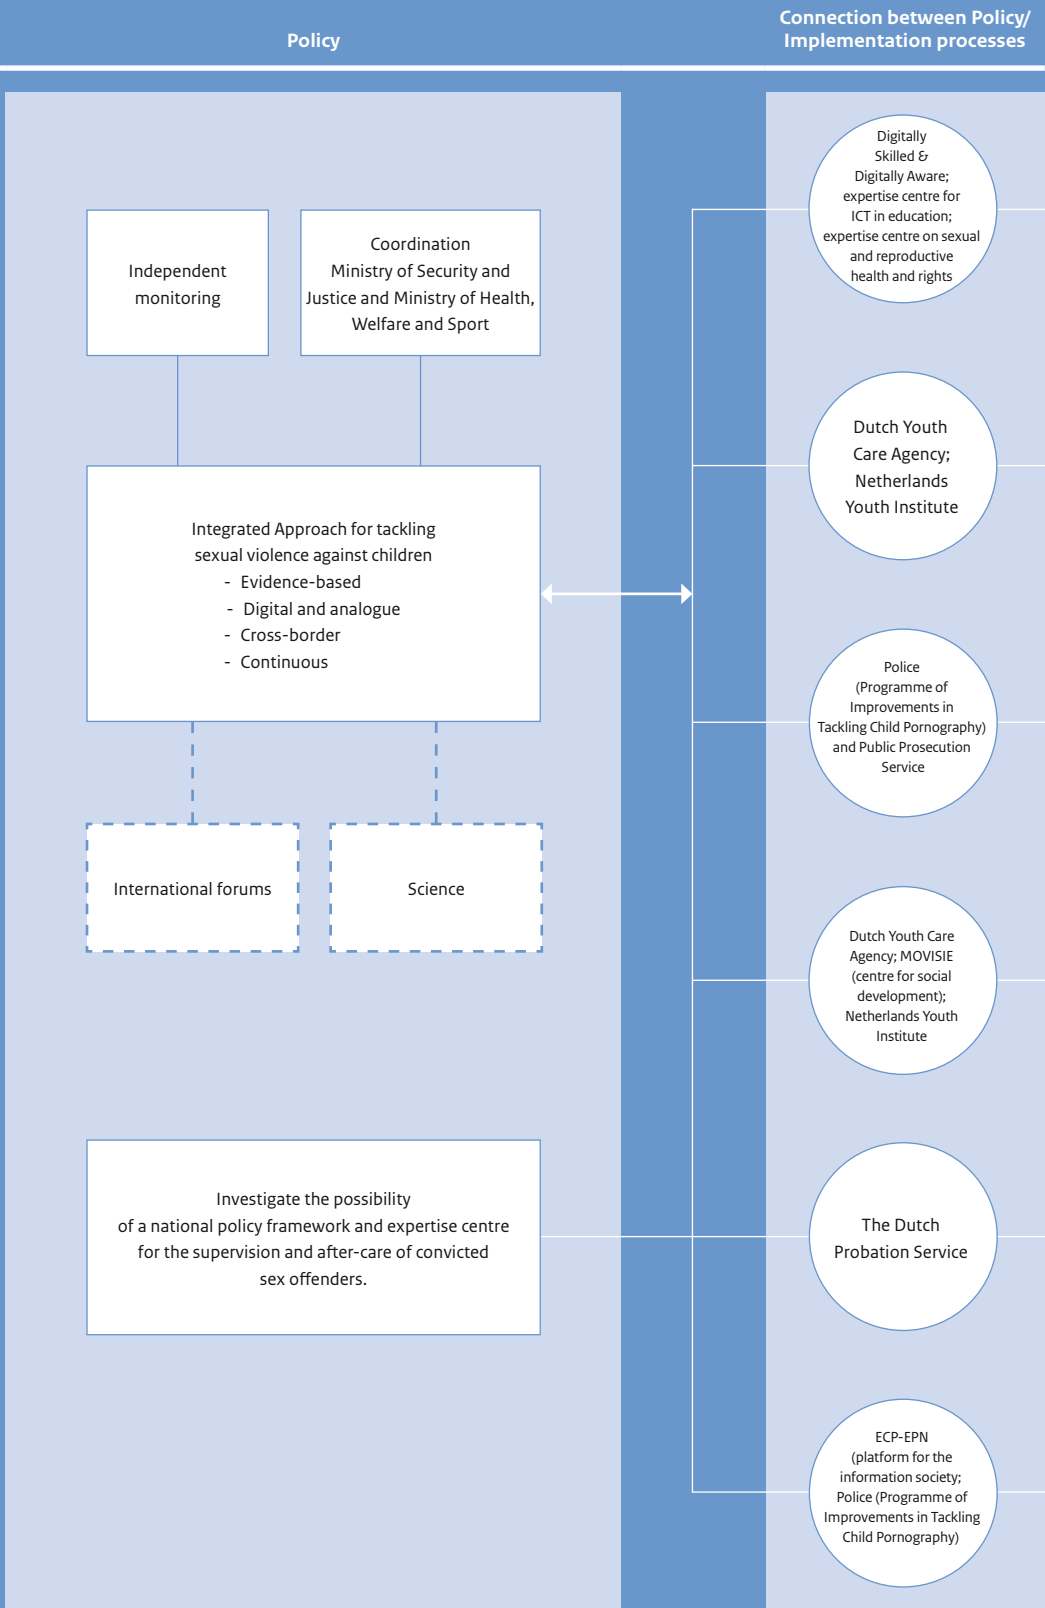 Policy
Connection between Policy/
Implementation processes
Independent
monitoring
Coordination
Ministry of Security and
Justice and Ministry of Health,
Welfare and Sport
Integrated Approach for tackling
sexual violence against children
- Evidence-based
- Digital and analogue
- Cross-border
- Continuous
International forums
Science
Investigate the possibility
of a national policy framework and expertise centre
for the supervision and after-care of convicted
sex offenders.
Digitally
Skilled &
Digitally Aware;
expertise centre for
ICT in education;
expertise centre on sexual
and reproductive
health and rights
Dutch Youth
Care Agency;
Netherlands
Youth Institute
Police
(Programme of
Improvements in
Tackling Child Pornography)
and Public Prosecution
Service
Dutch Youth Care
Agency; MOVISIE
(centre for social
development);
Netherlands Youth
Institute
The Dutch
Probation Service
ECP-EPN
(platform for the
information society;
Police (Programme of
Improvements in Tackling
Child Pornography)